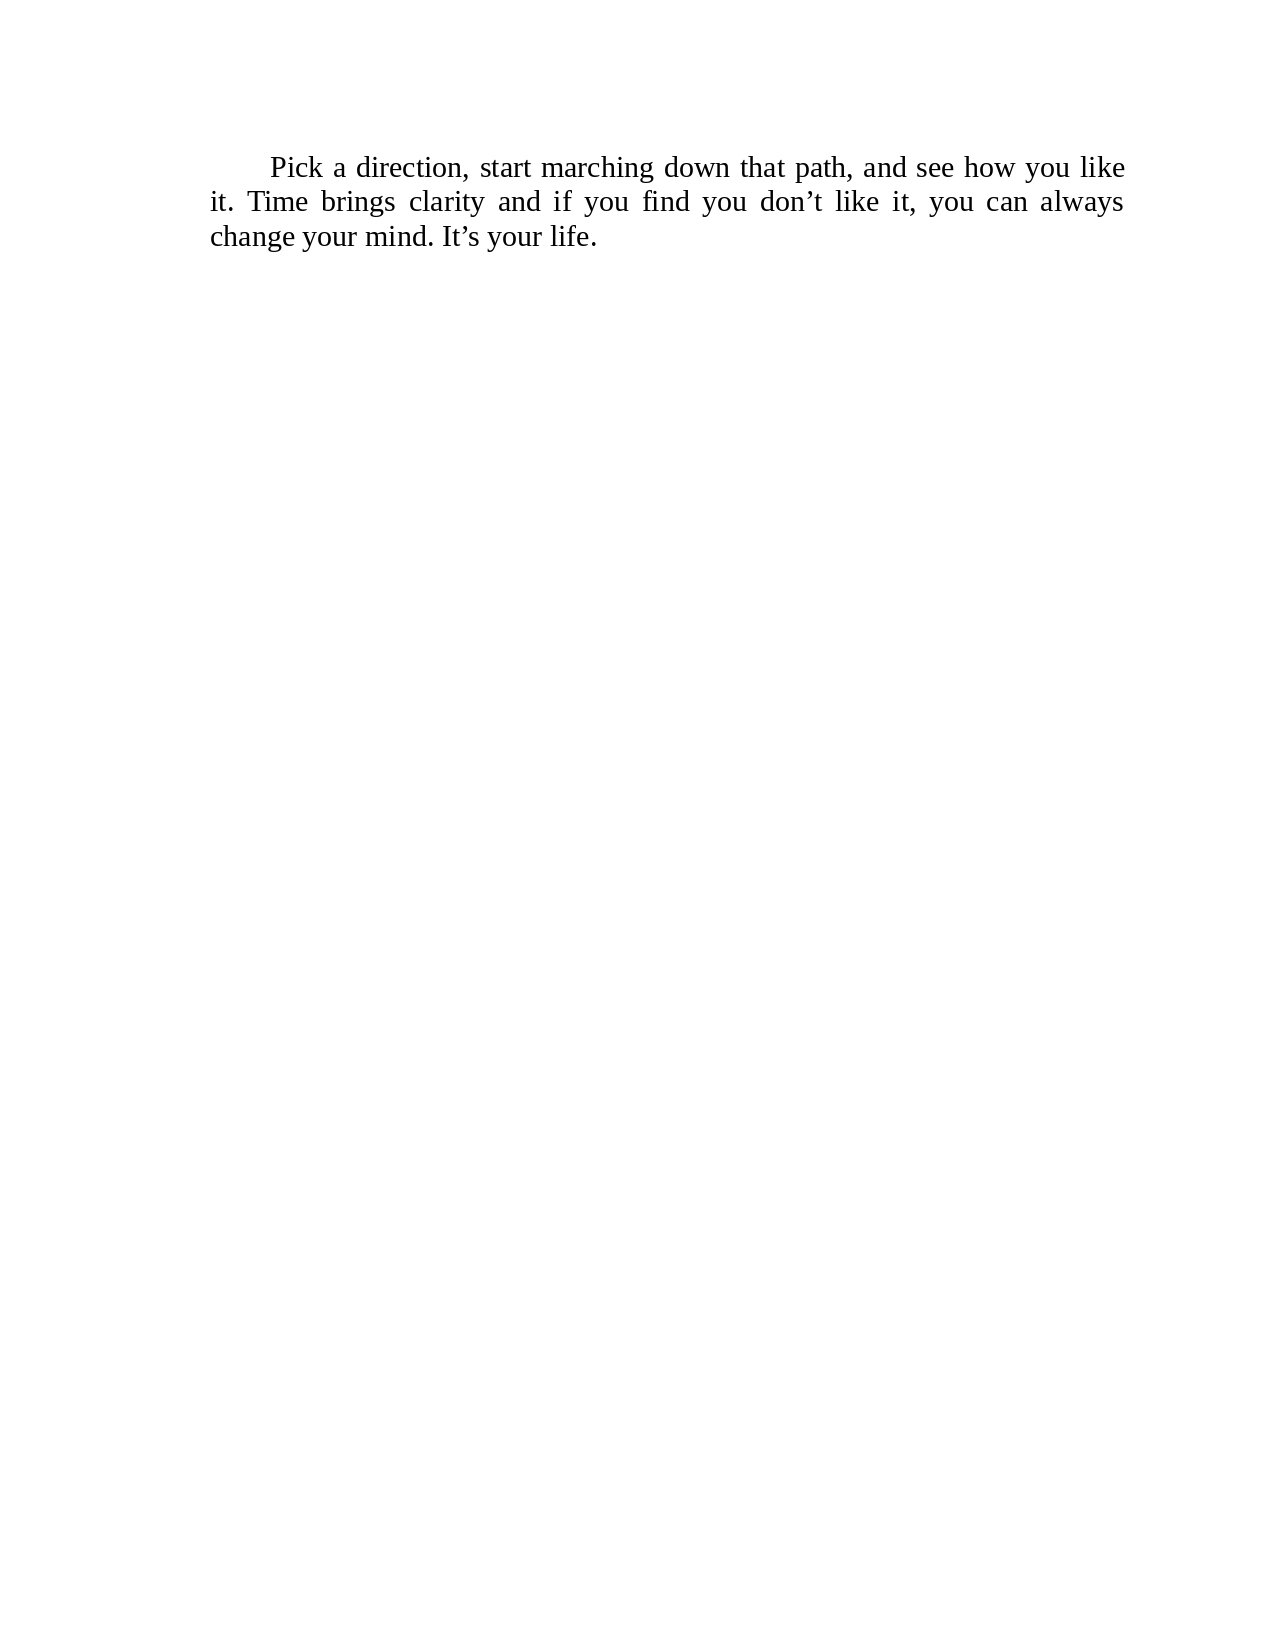 Pick a direction, start marching down that path, and see how you like
it. Time brings clarity and if you find you don’t like it, you can always
change your mind. It’s your life.